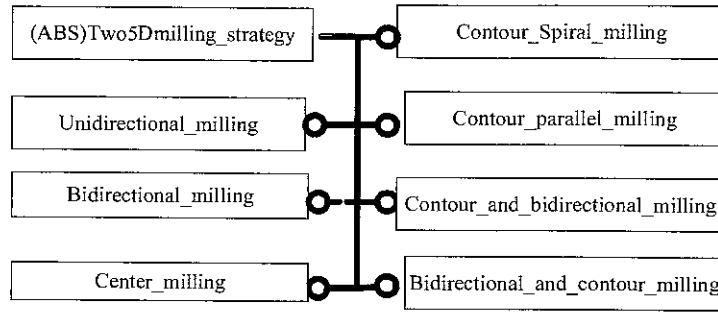 (ABS)Two5Dmilling_strategy
Contour_Spiral_milling
Unidirectional_milling
Contour_parallel_milling
Bidirectional_milling
Contour_and_bidirectional_milling
Center_milling
Bidirectional_and_contour_milling